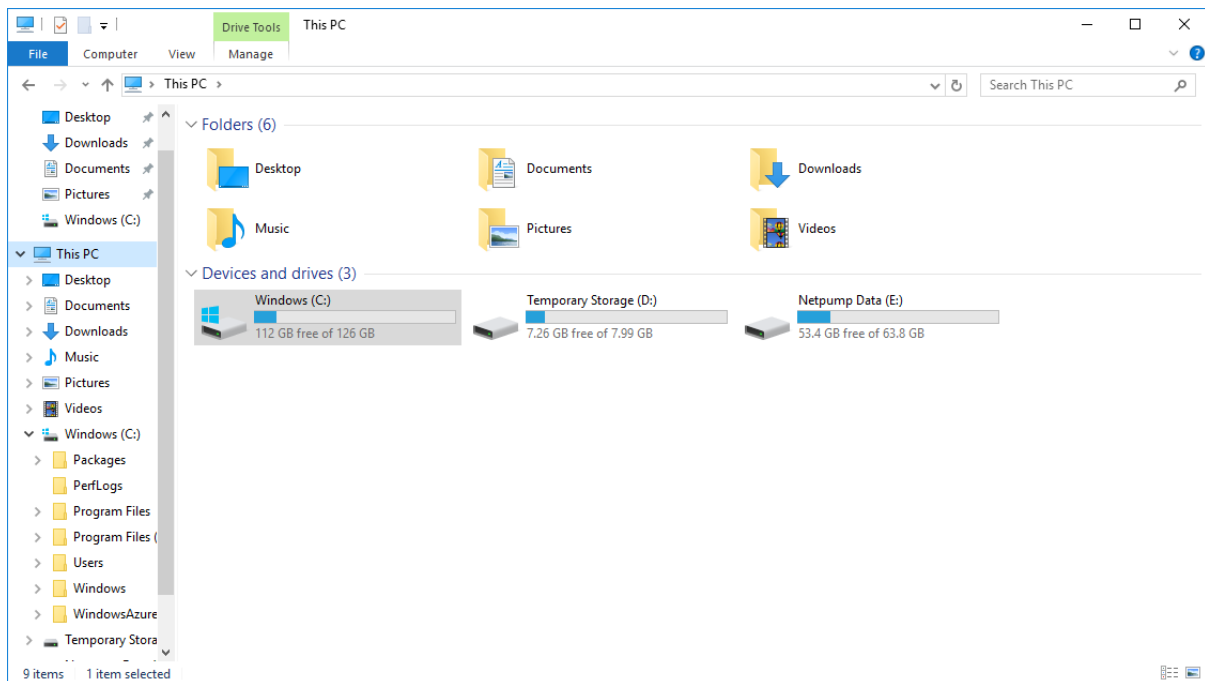 Drive Tools This PC
File Computer View Manage
This PC
Search This PC
Desktop
Downloads
Documents
Pictures
Windows (C:)
This PC
Desktop
Documents
Downloads
Music
Pictures
Videos
Windows (C:)
Packages
PerfLogs
Program Files
Program Files (
Users
Windows
WindowsAzure
Temporary Stora
Folders (6)
Desktop
Documents
Downloads
Music
Pictures
Videos
Devices and drives (3)
Windows (C:)
112 GB free of 126 GB
Temporary Storage (D:)
7.26 GB free of 7.99 GB
Netpump Data (E:)
53.4 GB free of 63.8 GB
9 items 1 item selected